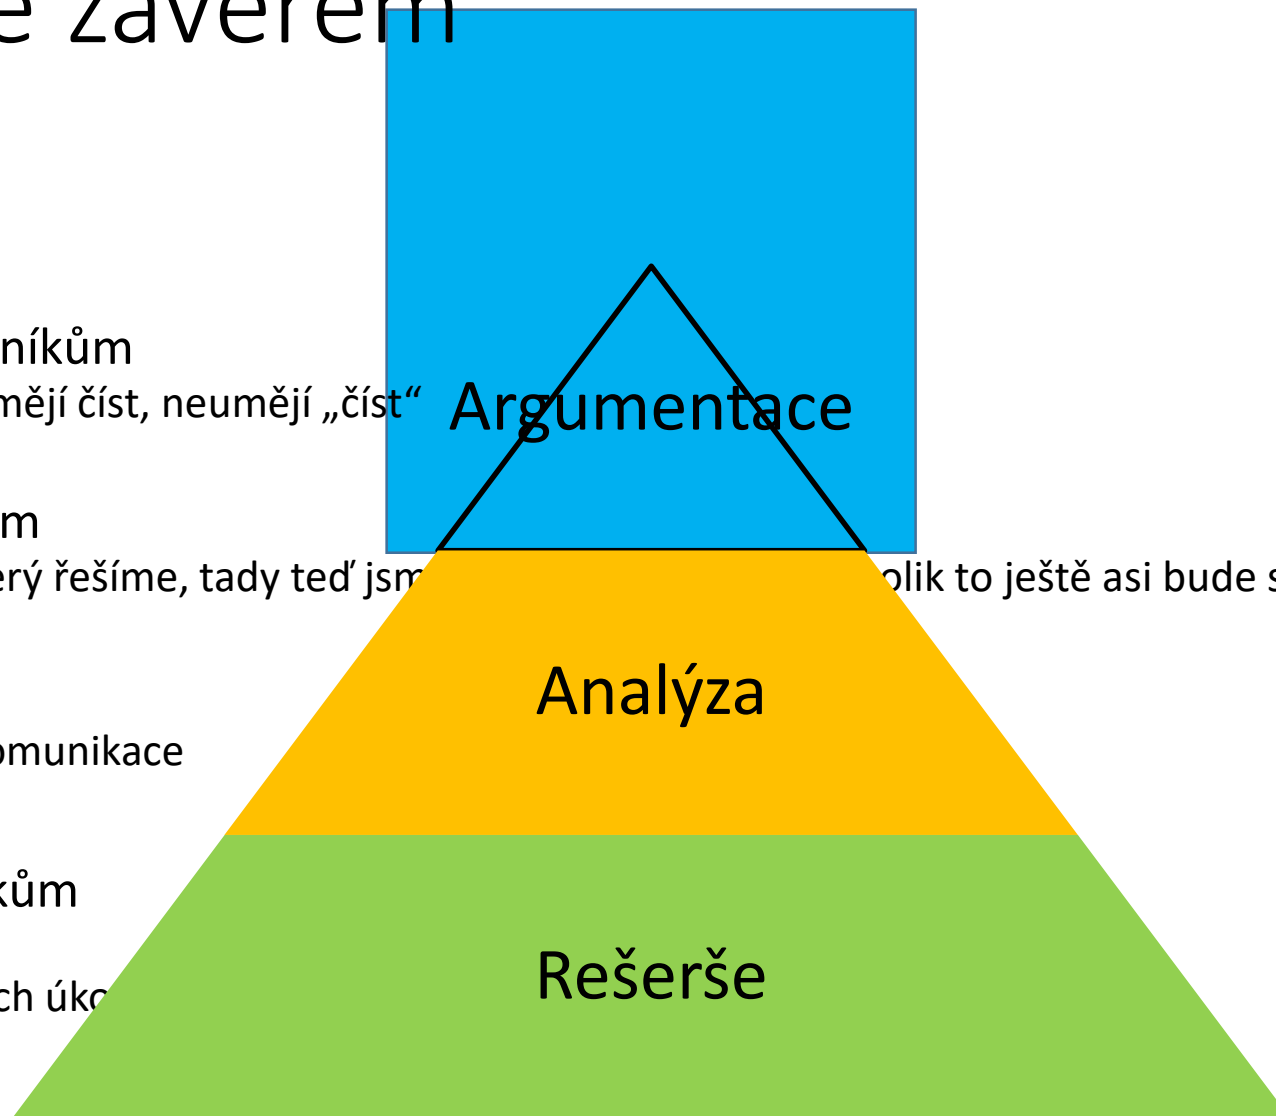 e závěrem
níkům
mějí číst, neumějí „číst“
Argumentace
m
erý řešíme, tady teď jsm
olik to ještě asi bude s
Analýza
omunikace
kům
Rešerše
ch úko